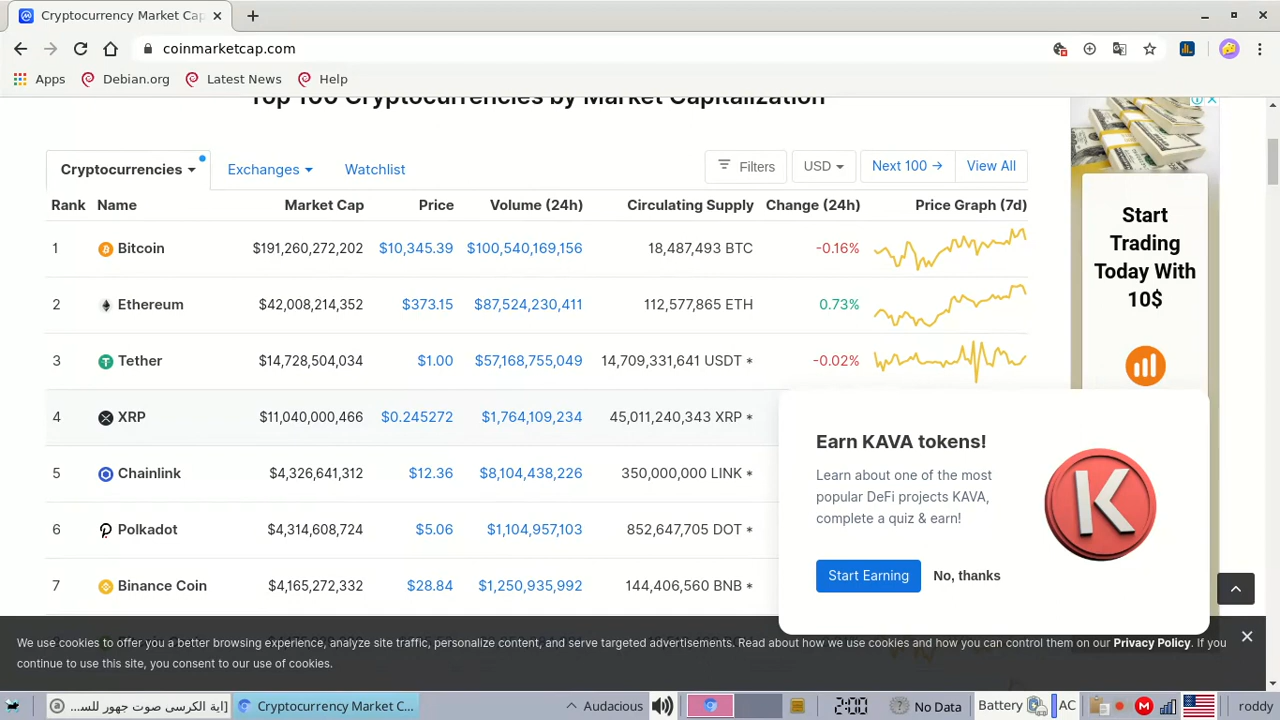 Cryptocurrency Market Cap
coinmarketcap.com
Apps Debian.org Latest News Help
Top 100 Cryptocurrencies by Market Capitalization
Cryptocurrencies Exchanges Watchlist Filters USD Next 100 → View All
Rank Name Market Cap Price Volume (24h) Circulating Supply Change (24h) Price Graph (7d)
1 Bitcoin $191,260,272,202 $10,345.39 $100,540,169,156 18,487,493 BTC -0.16%
2 Ethereum $42,008,214,352 $373.15 $87,524,230,411 112,577,865 ETH 0.73%
3 Tether $14,728,504,034 $1.00 $57,168,755,049 14,709,331,641 USDT * -0.02%
4 XRP $11,040,000,466 $0.245272 $1,764,109,234 45,011,240,343 XRP *
5 Chainlink $4,326,641,312 $12.36 $8,104,438,226 350,000,000 LINK *
6 Polkadot $4,314,608,724 $5.06 $1,104,957,103 852,647,705 DOT *
7 Binance Coin $4,165,272,332 $28.84 $1,250,935,992 144,406,560 BNB *
Start
Trading
Today With
10$
Earn KAVA tokens!
Learn about one of the most
popular DeFi projects KAVA,
complete a quiz & earn!
Start Earning No, thanks
We use cookies to offer you a better browsing experience, analyze site traffic, personalize content, and serve targeted advertisements. Read about how we use cookies and how you can control them on our Privacy Policy. If you
continue to use this site, you consent to our use of cookies.
[اية الكرسى صوت جهور للس... Cryptocurrency Market C... Audacious 2:00 No Data Battery AC roddy